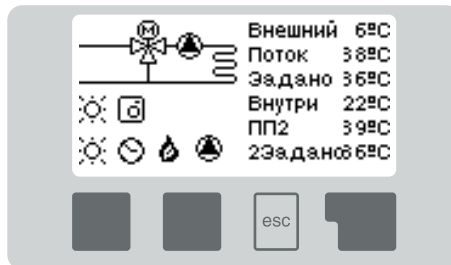 M
Внешний 6ºC
Поток 38ºC
Задано 36ºC
Внутри 22ºC
ПП2 39ºC
2Задано36ºC
esc